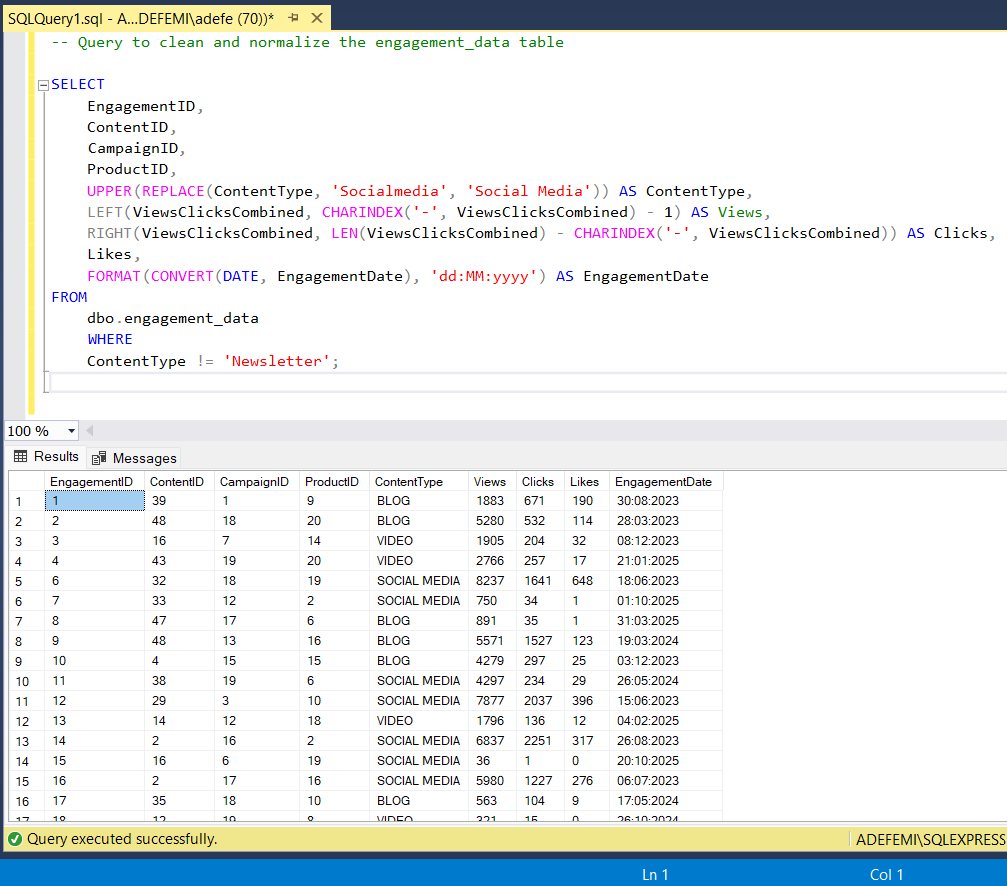 SQLQuery1.sql - A...DEFEMI\adefe (70))*
-- Query to clean and normalize the engagement_data table
SELECT
EngagementID,
ContentID,
CampaignID,
ProductID,
UPPER(REPLACE(ContentType, 'Socialmedia', 'Social Media')) AS ContentType,
LEFT(ViewsClicksCombined, CHARINDEX('-', ViewsClicksCombined) - 1) AS Views,
RIGHT(ViewsClicksCombined, LEN(ViewsClicksCombined) - CHARINDEX('-', ViewsClicksCombined)) AS Clicks,
Likes,
FORMAT(CONVERT(DATE, EngagementDate), 'dd:MM:yyyy') AS EngagementDate
FROM
dbo.engagement_data
WHERE
ContentType != 'Newsletter';
100 %
Results Messages
EngagementID ContentID CampaignID ProductID ContentType Views Clicks Likes EngagementDate
1 1 39 1 9 BLOG 1883 671 190 30:08:2023
2 2 48 18 20 BLOG 5280 532 114 28:03:2023
3 3 16 7 14 VIDEO 1905 204 32 08:12:2023
4 4 43 19 20 VIDEO 2766 257 17 21:01:2025
5 6 32 18 19 SOCIAL MEDIA 8237 1641 648 18:06:2023
6 7 33 12 2 SOCIAL MEDIA 750 34 1 01:10:2025
7 8 47 17 6 BLOG 891 35 1 31:03:2025
8 9 48 13 16 BLOG 5571 1527 123 19:03:2024
9 10 4 15 15 BLOG 4279 297 25 03:12:2023
10 11 38 19 6 SOCIAL MEDIA 4297 234 29 26:05:2024
11 12 29 3 10 SOCIAL MEDIA 7877 2037 396 15:06:2023
12 13 14 12 18 VIDEO 1796 136 12 04:02:2025
13 14 2 16 2 SOCIAL MEDIA 6837 2251 317 26:08:2023
14 15 16 6 19 SOCIAL MEDIA 36 1 0 20:10:2025
15 16 2 17 16 SOCIAL MEDIA 5980 1227 276 06:07:2023
16 17 35 18 10 BLOG 563 104 9 17:05:2024
17 18 12 19 8 VIDEO 321 15 0 26:10:2024
Query executed successfully.
ADEFEMI\SQLEXPRESS
Ln 1 Col 1